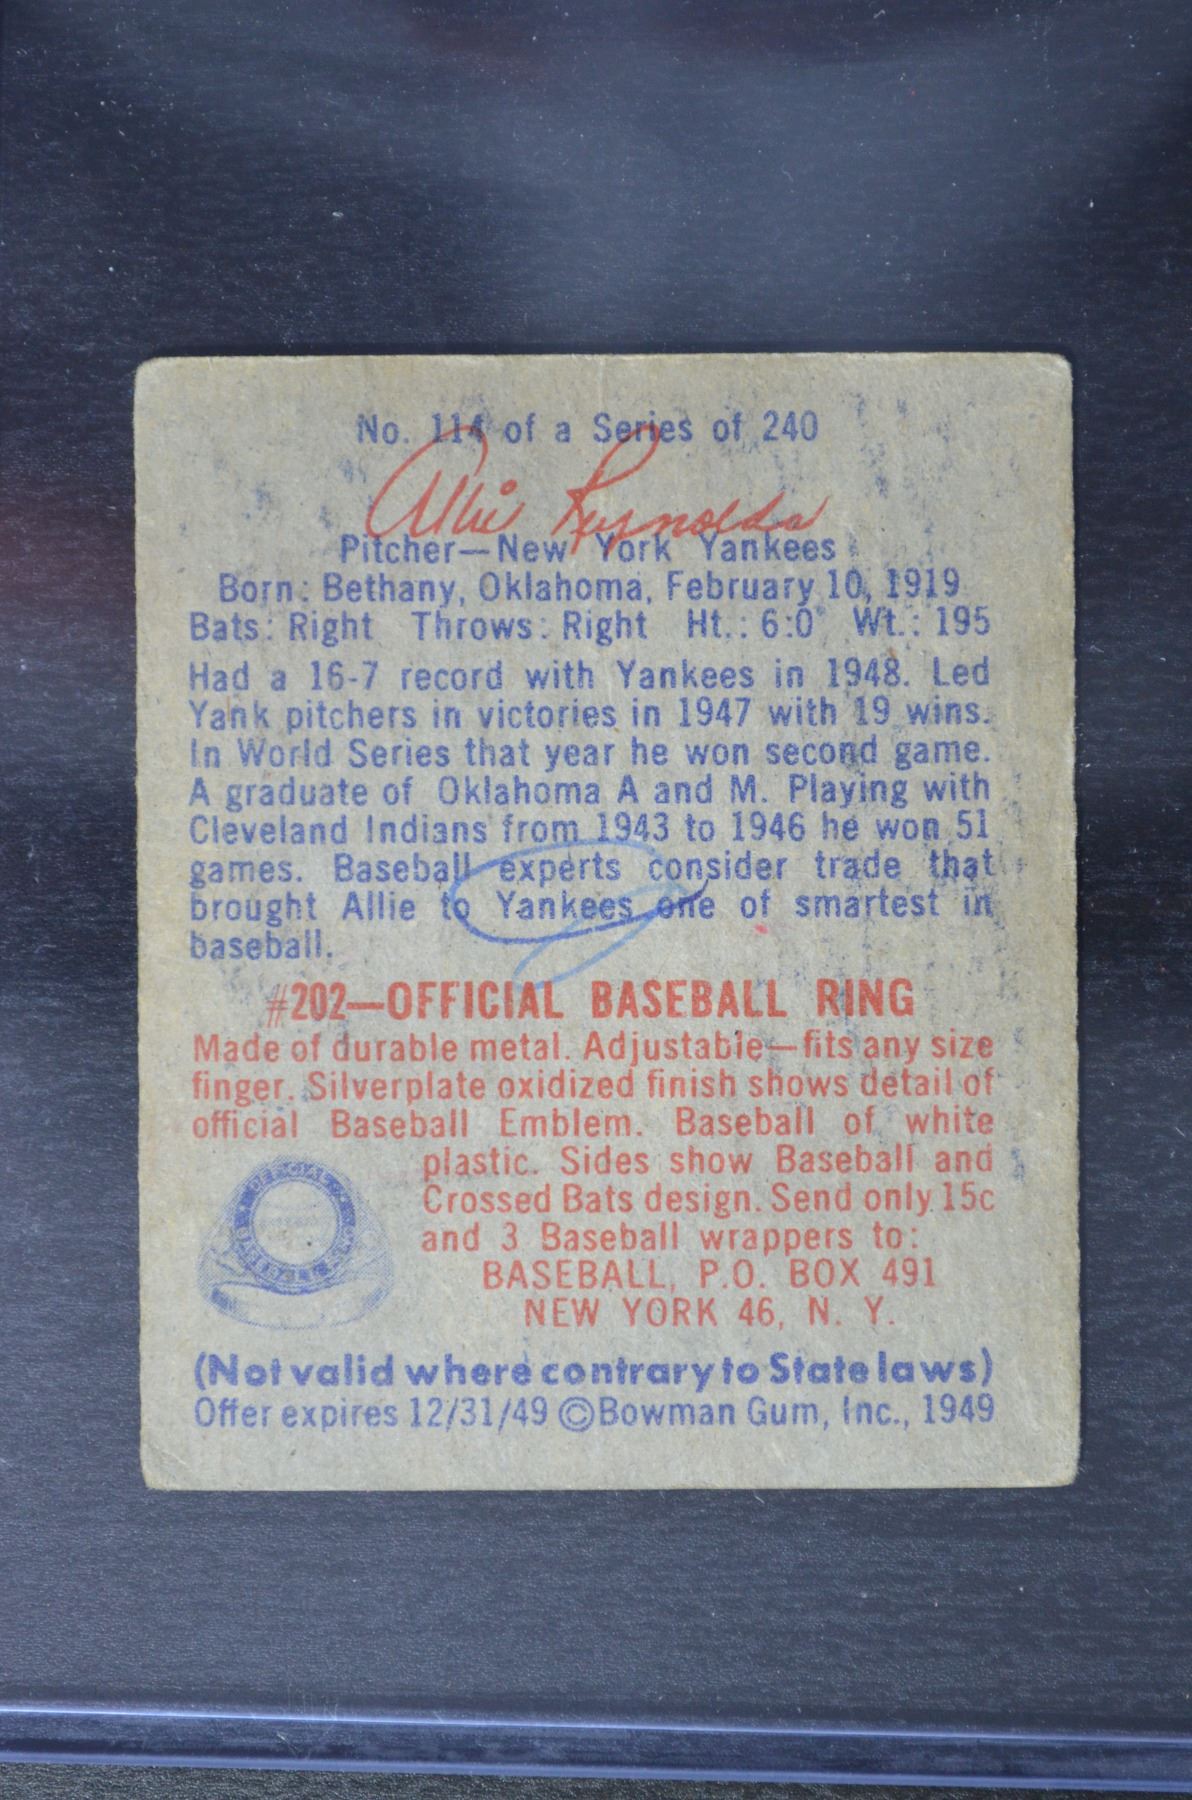 No. 114 of a Series of 240
Allie Reynolds
Pitcher—New York Yankees
Born: Bethany, Oklahoma, February 10, 1919
Bats: Right Throws: Right Ht.: 6:0" Wt.: 195
Had a 16-7 record with Yankees in 1948. Led
Yank pitchers in victories in 1947 with 19 wins.
In World Series that year he won second game.
A graduate of Oklahoma A and M. Playing with
Cleveland Indians from 1943 to 1946 he won 51
games. Baseball experts consider trade that
brought Allie to Yankees one of smartest in
baseball.
#202—OFFICIAL BASEBALL RING
Made of durable metal. Adjustable—fits any size
finger. Silverplate oxidized finish shows detail of
official Baseball Emblem. Baseball of white
plastic. Sides show Baseball and
Crossed Bats design. Send only 15c
and 3 Baseball wrappers to:
BASEBALL, P.O. BOX 491
NEW YORK 46, N. Y.
(Not valid where contrary to State laws)
Offer expires 12/31/49 ©Bowman Gum, Inc., 1949